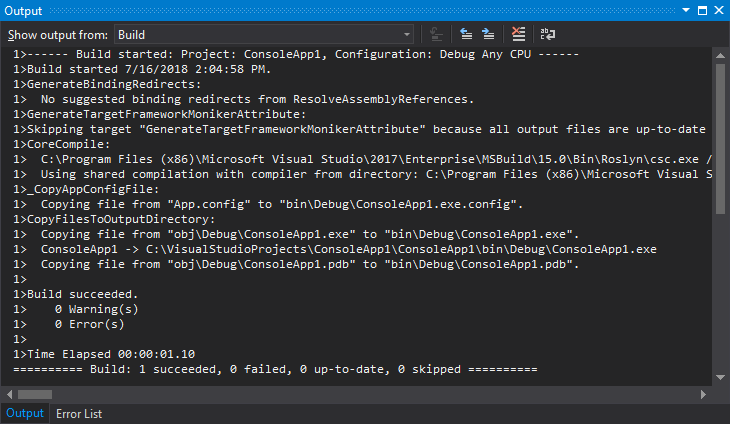 Output
Show output from: Build
1>------ Build started: Project: ConsoleApp1, Configuration: Debug Any CPU ------
1>Build started 7/16/2018 2:04:58 PM.
1>GenerateBindingRedirects:
1>  No suggested binding redirects from ResolveAssemblyReferences.
1>GenerateTargetFrameworkMonikerAttribute:
1>Skipping target "GenerateTargetFrameworkMonikerAttribute" because all output files are up-to-date
1>CoreCompile:
1>  C:\Program Files (x86)\Microsoft Visual Studio\2017\Enterprise\MSBuild\15.0\Bin\Roslyn\csc.exe /
1>  Using shared compilation with compiler from directory: C:\Program Files (x86)\Microsoft Visual S
1>_CopyAppConfigFile:
1>  Copying file from "App.config" to "bin\Debug\ConsoleApp1.exe.config".
1>CopyFilesToOutputDirectory:
1>  Copying file from "obj\Debug\ConsoleApp1.exe" to "bin\Debug\ConsoleApp1.exe".
1>  ConsoleApp1 -> C:\VisualStudioProjects\ConsoleApp1\ConsoleApp1\bin\Debug\ConsoleApp1.exe
1>  Copying file from "obj\Debug\ConsoleApp1.pdb" to "bin\Debug\ConsoleApp1.pdb".
1>
1>Build succeeded.
1>    0 Warning(s)
1>    0 Error(s)
1>
1>Time Elapsed 00:00:01.10
========== Build: 1 succeeded, 0 failed, 0 up-to-date, 0 skipped ==========
Output Error List